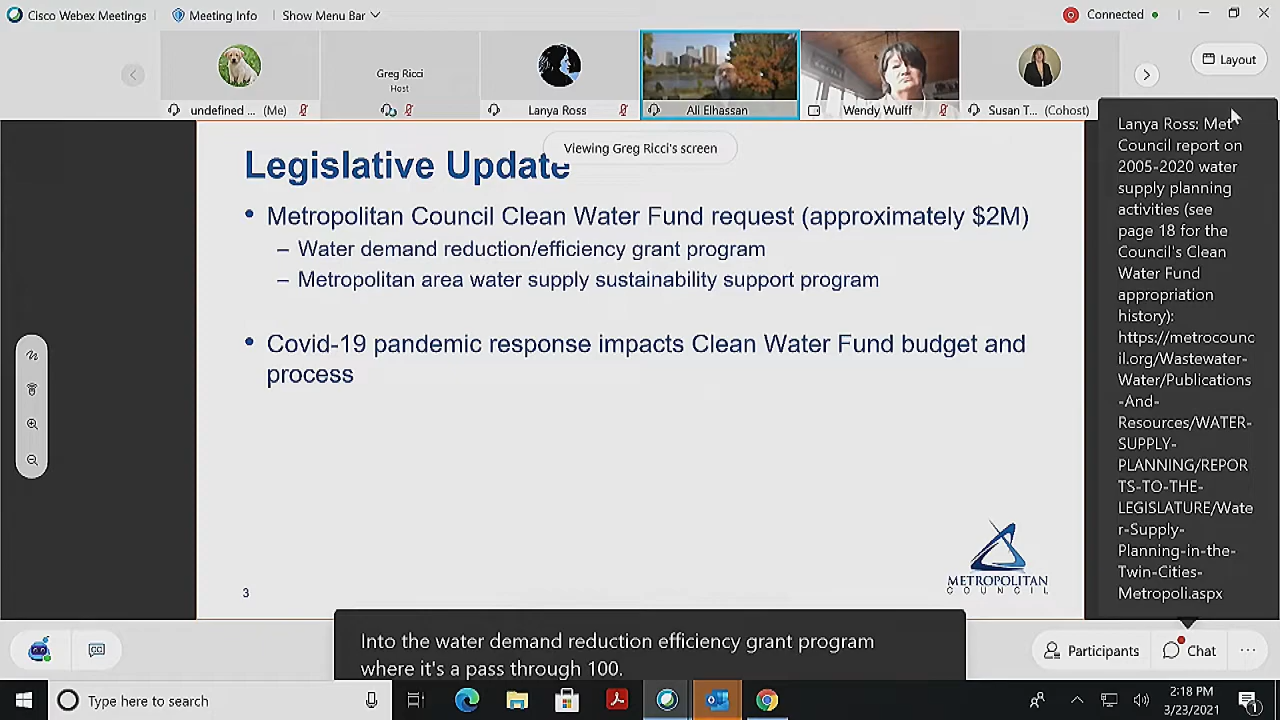 Cisco Webex Meetings
Meeting Info
Show Menu Bar
Connected
undefined ... (Me)
Greg Ricci
Host
Lanya Ross
Ali Elhassan
Wendy Wulff
Susan T... (Cohost)
Layout
Viewing Greg Ricci's screen
Legislative Update
• Metropolitan Council Clean Water Fund request (approximately $2M)
– Water demand reduction/efficiency grant program
– Metropolitan area water supply sustainability support program
• Covid-19 pandemic response impacts Clean Water Fund budget and
process
3
METROPOLITAN
COUNCIL
Lanya Ross: Met
Council report on
2005-2020 water
supply planning
activities (see
page 18 for the
Council's Clean
Water Fund
appropriation
history):
https://metrocounc
il.org/Wastewater-
Water/Publications
-And-
Resources/WATER-
SUPPLY-
PLANNING/REPOR
TS-TO-THE-
LEGISLATURE/Wate
r-Supply-
Planning-in-the-
Twin-Cities-
Metropoli.aspx
Into the water demand reduction efficiency grant program
where it's a pass through 100.
CC
Participants
Chat
Type here to search
2:18 PM
3/23/2021
1